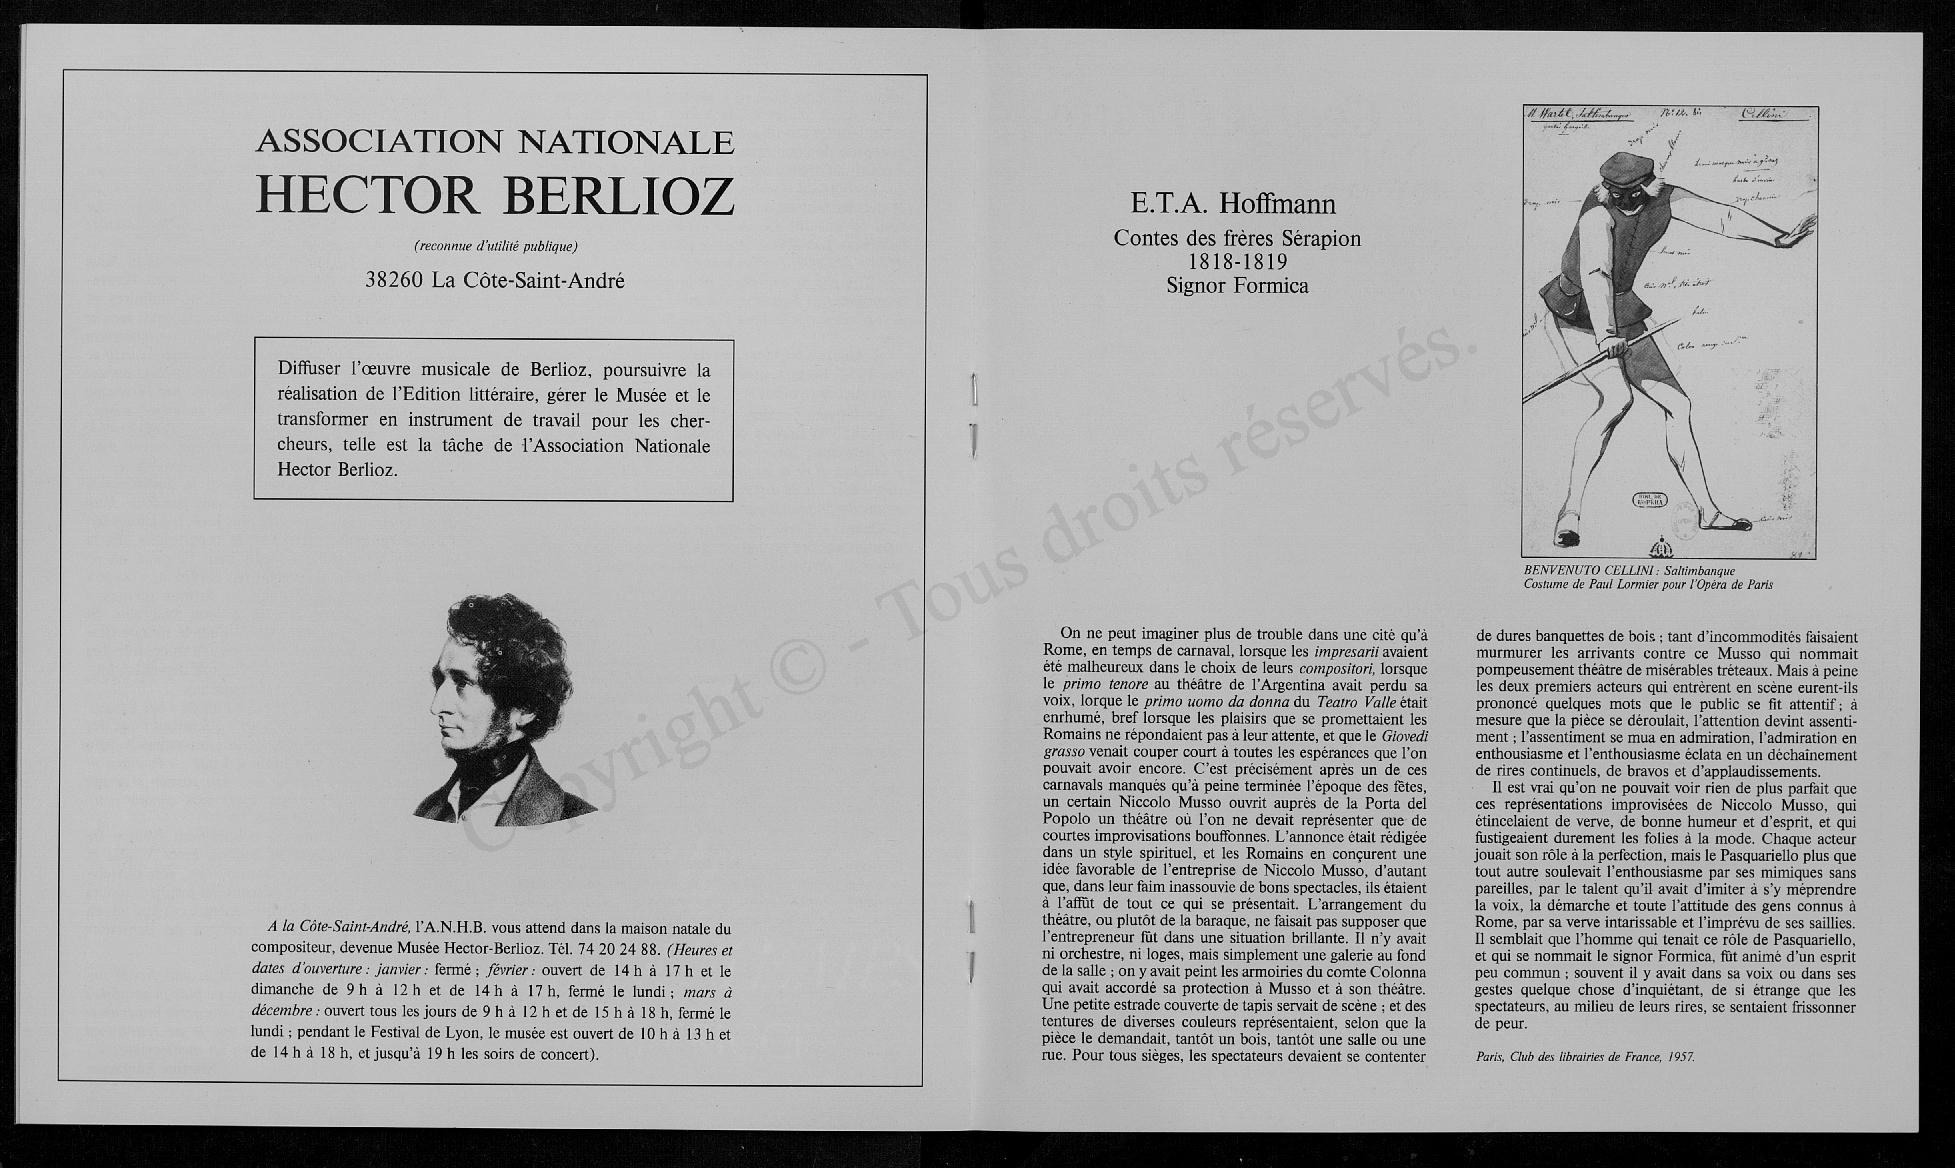 ASSOCIATION NATIONALE
HECTOR BERLIOZ
(reconnue d'utilité publique)
38260 La Côte-Saint-André
Diffuser l'œuvre musicale de Berlioz, poursuivre la
réalisation de l'Edition littéraire, gérer le Musée et le
transformer en instrument de travail pour les cher-
cheurs, telle est la tâche de l'Association Nationale
Hector Berlioz.
A la Côte-Saint-André, l'A.N.H.B. vous attend dans la maison natale du
compositeur, devenue Musée Hector-Berlioz. Tél. 74 20 24 88. (Heures et
dates d'ouverture : janvier : fermé ; février : ouvert de 14 h à 17 h et le
dimanche de 9 h à 12 h et de 14 h à 17 h, fermé le lundi ; mars à
décembre : ouvert tous les jours de 9 h à 12 h et de 15 h à 18 h, fermé le
lundi ; pendant le Festival de Lyon, le musée est ouvert de 10 h à 13 h et
de 14 h à 18 h, et jusqu'à 19 h les soirs de concert).
Copyright © - Tous droits réservés.
E.T.A. Hoffmann
Contes des frères Sérapion
1818-1819
Signor Formica
Cellini
BIBL. DE
L'OPÉRA
BENVENUTO CELLINI : Saltimbanque
Costume de Paul Lormier pour l'Opéra de Paris
On ne peut imaginer plus de trouble dans une cité qu'à
Rome, en temps de carnaval, lorsque les impresarii avaient
été malheureux dans le choix de leurs compositori, lorsque
le primo tenore au théâtre de l'Argentina avait perdu sa
voix, lorque le primo uomo da donna du Teatro Valle était
enrhumé, bref lorsque les plaisirs que se promettaient les
Romains ne répondaient pas à leur attente, et que le Giovedi
grasso venait couper court à toutes les espérances que l'on
pouvait avoir encore. C'est précisément après un de ces
carnavals manqués qu'à peine terminée l'époque des fêtes,
un certain Niccolo Musso ouvrit auprès de la Porta del
Popolo un théâtre où l'on ne devait représenter que de
courtes improvisations bouffonnes. L'annonce était rédigée
dans un style spirituel, et les Romains en conçurent une
idée favorable de l'entreprise de Niccolo Musso, d'autant
que, dans leur faim inassouvie de bons spectacles, ils étaient
à l'affût de tout ce qui se présentait. L'arrangement du
théâtre, ou plutôt de la baraque, ne faisait pas supposer que
l'entrepreneur fût dans une situation brillante. Il n'y avait
ni orchestre, ni loges, mais simplement une galerie au fond
de la salle ; on y avait peint les armoiries du comte Colonna
qui avait accordé sa protection à Musso et à son théâtre.
Une petite estrade couverte de tapis servait de scène ; et des
tentures de diverses couleurs représentaient, selon que la
pièce le demandait, tantôt un bois, tantôt une salle ou une
rue. Pour tous sièges, les spectateurs devaient se contenter
de dures banquettes de bois ; tant d'incommodités faisaient
murmurer les arrivants contre ce Musso qui nommait
pompeusement théâtre de misérables tréteaux. Mais à peine
les deux premiers acteurs qui entrèrent en scène eurent-ils
prononcé quelques mots que le public se fit attentif ; à
mesure que la pièce se déroulait, l'attention devint assenti-
ment ; l'assentiment se mua en admiration, l'admiration en
enthousiasme et l'enthousiasme éclata en un déchaînement
de rires continuels, de bravos et d'applaudissements.
Il est vrai qu'on ne pouvait voir rien de plus parfait que
ces représentations improvisées de Niccolo Musso, qui
étincelaient de verve, de bonne humeur et d'esprit, et qui
fustigeaient durement les folies à la mode. Chaque acteur
jouait son rôle à la perfection, mais le Pasquariello plus que
tout autre soulevait l'enthousiasme par ses mimiques sans
pareilles, par le talent qu'il avait d'imiter à s'y méprendre
la voix, la démarche et toute l'attitude des gens connus à
Rome, par sa verve intarissable et l'imprévu de ses saillies.
Il semblait que l'homme qui tenait ce rôle de Pasquariello,
et qui se nommait le signor Formica, fût animé d'un esprit
peu commun ; souvent il y avait dans sa voix ou dans ses
gestes quelque chose d'inquiétant, de si étrange que les
spectateurs, au milieu de leurs rires, se sentaient frissonner
de peur.
Paris, Club des librairies de France, 1957.